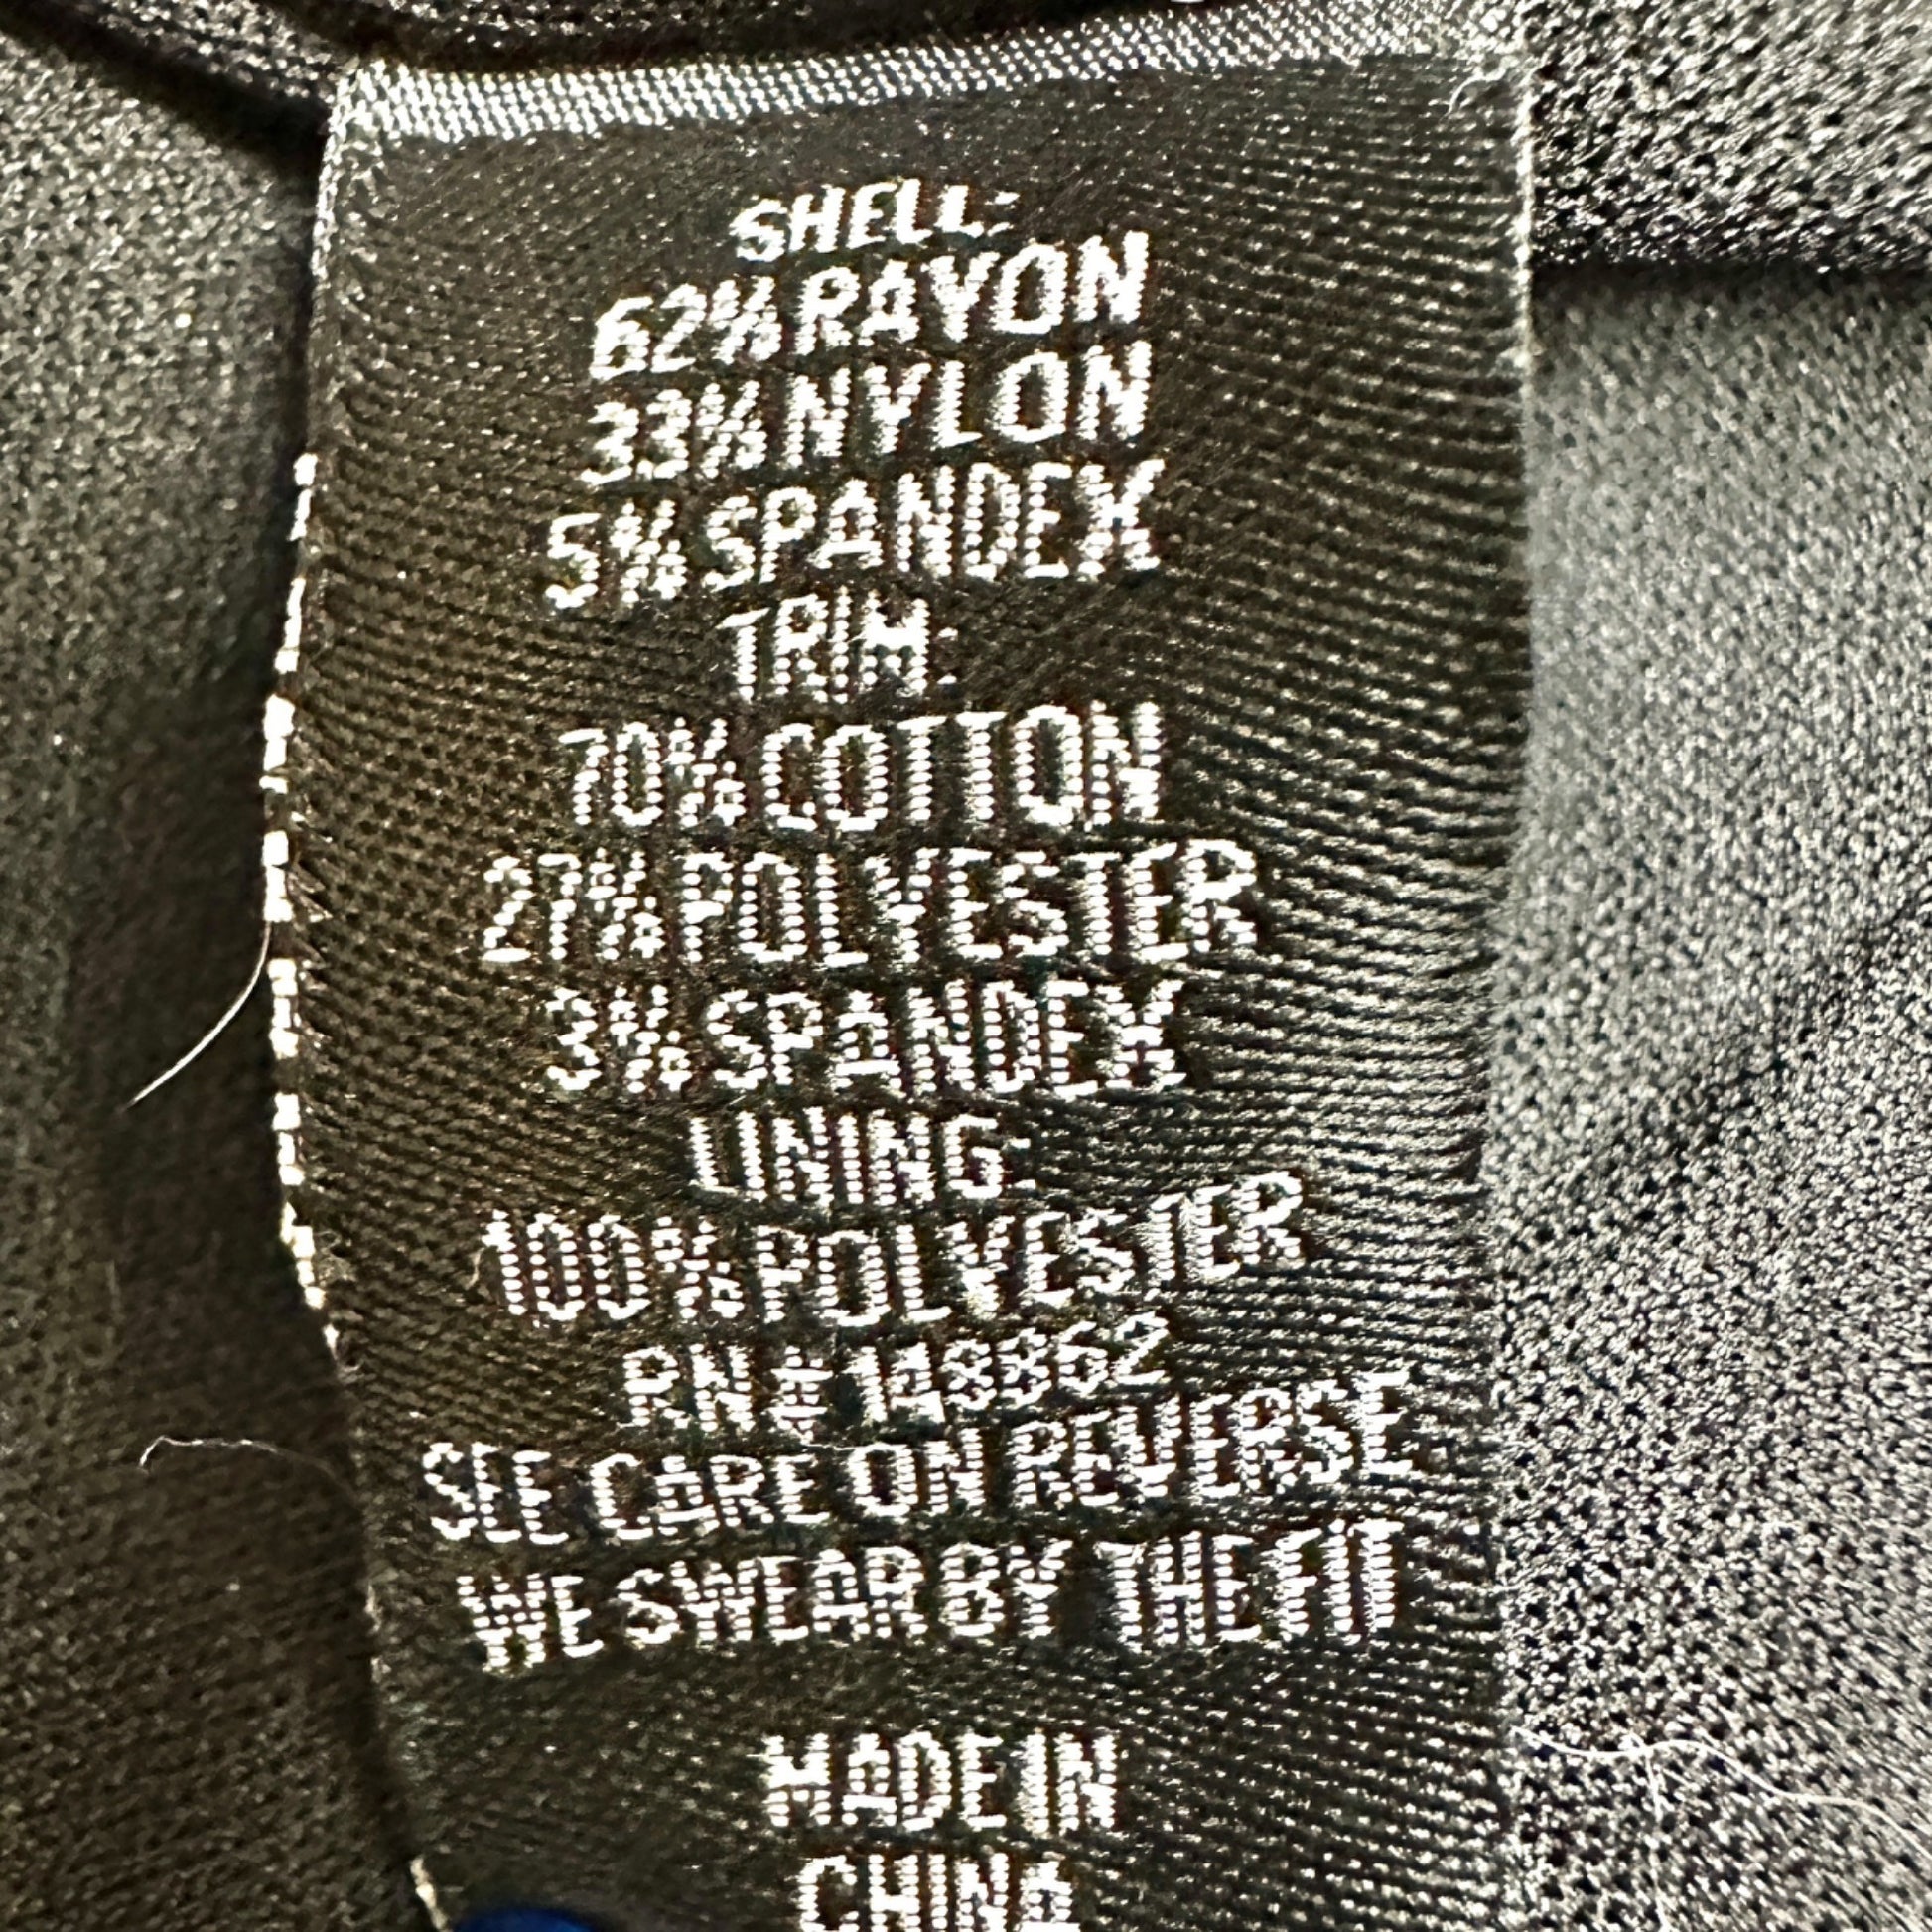 SHELL:
62% RAYON
33% NYLON
5% SPANDEX
TRIM:
70% COTTON
27% POLYESTER
3% SPANDEX
LINING:
100% POLYESTER
RN # 148862
SEE CARE ON REVERSE
WE SWEAR BY THE FIT
MADE IN
CHINA